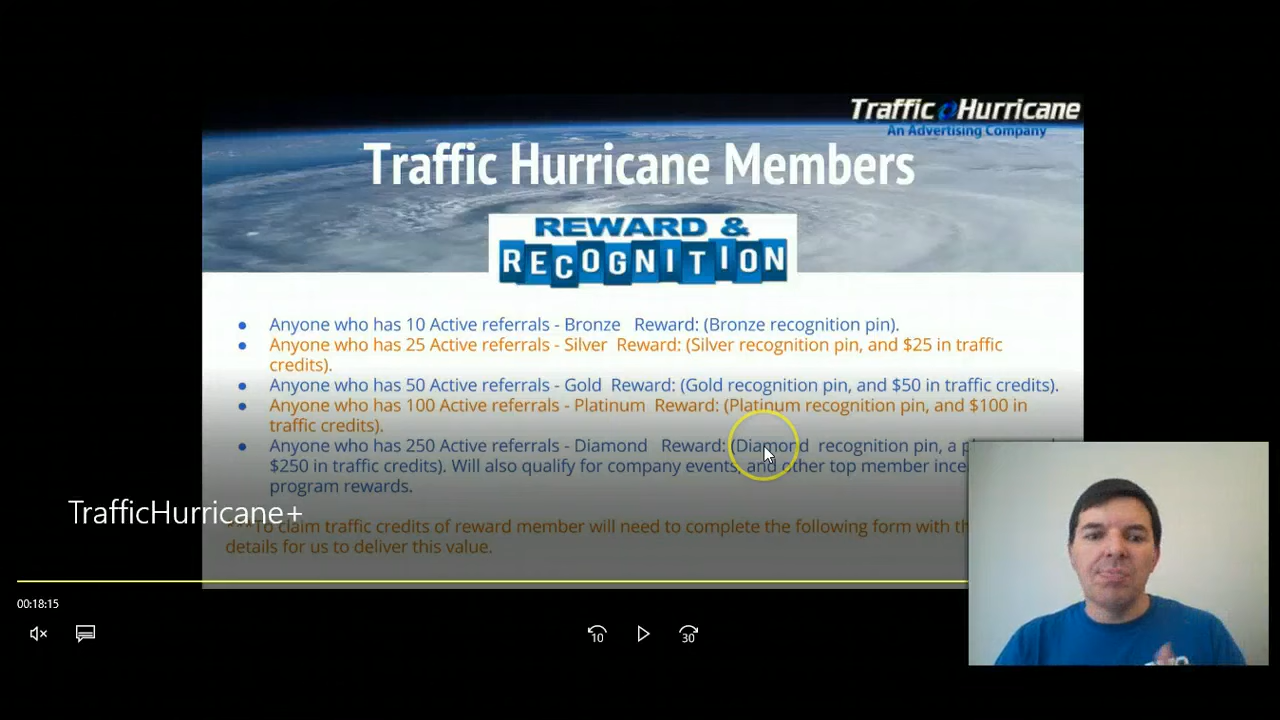 Traffic Hurricane
An Advertising Company
Traffic Hurricane Members
REWARD &
RECOGNITION
● Anyone who has 10 Active referrals - Bronze Reward: (Bronze recognition pin).
● Anyone who has 25 Active referrals - Silver Reward: (Silver recognition pin, and $25 in traffic
credits).
● Anyone who has 50 Active referrals - Gold Reward: (Gold recognition pin, and $50 in traffic credits).
● Anyone who has 100 Active referrals - Platinum Reward: (Platinum recognition pin, and $100 in
traffic credits).
● Anyone who has 250 Active referrals - Diamond Reward: (Diamond recognition pin, a
$250 in traffic credits). Will also qualify for company events, and other top member
program rewards.
TrafficHurricane+
claim traffic credits of reward member will need to complete the following form with
details for us to deliver this value.
00:18:15
10
30